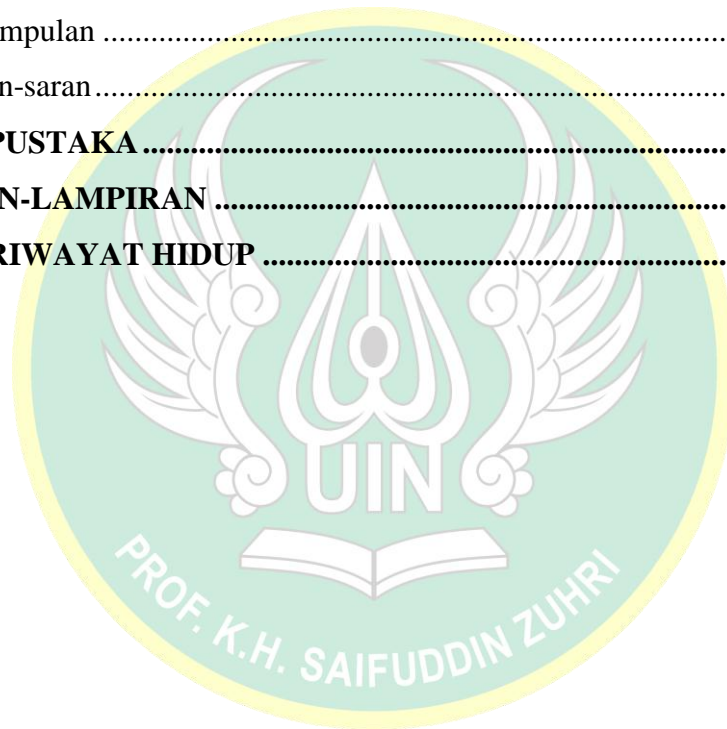 mpulan ........................................................................
n-saran........................................................................
PUSTAKA ........................................................................
N-LAMPIRAN ................................................................
RIWAYAT HIDUP ..........................................................
UIN
PROF. K.H. SAIFUDDIN ZUHRI